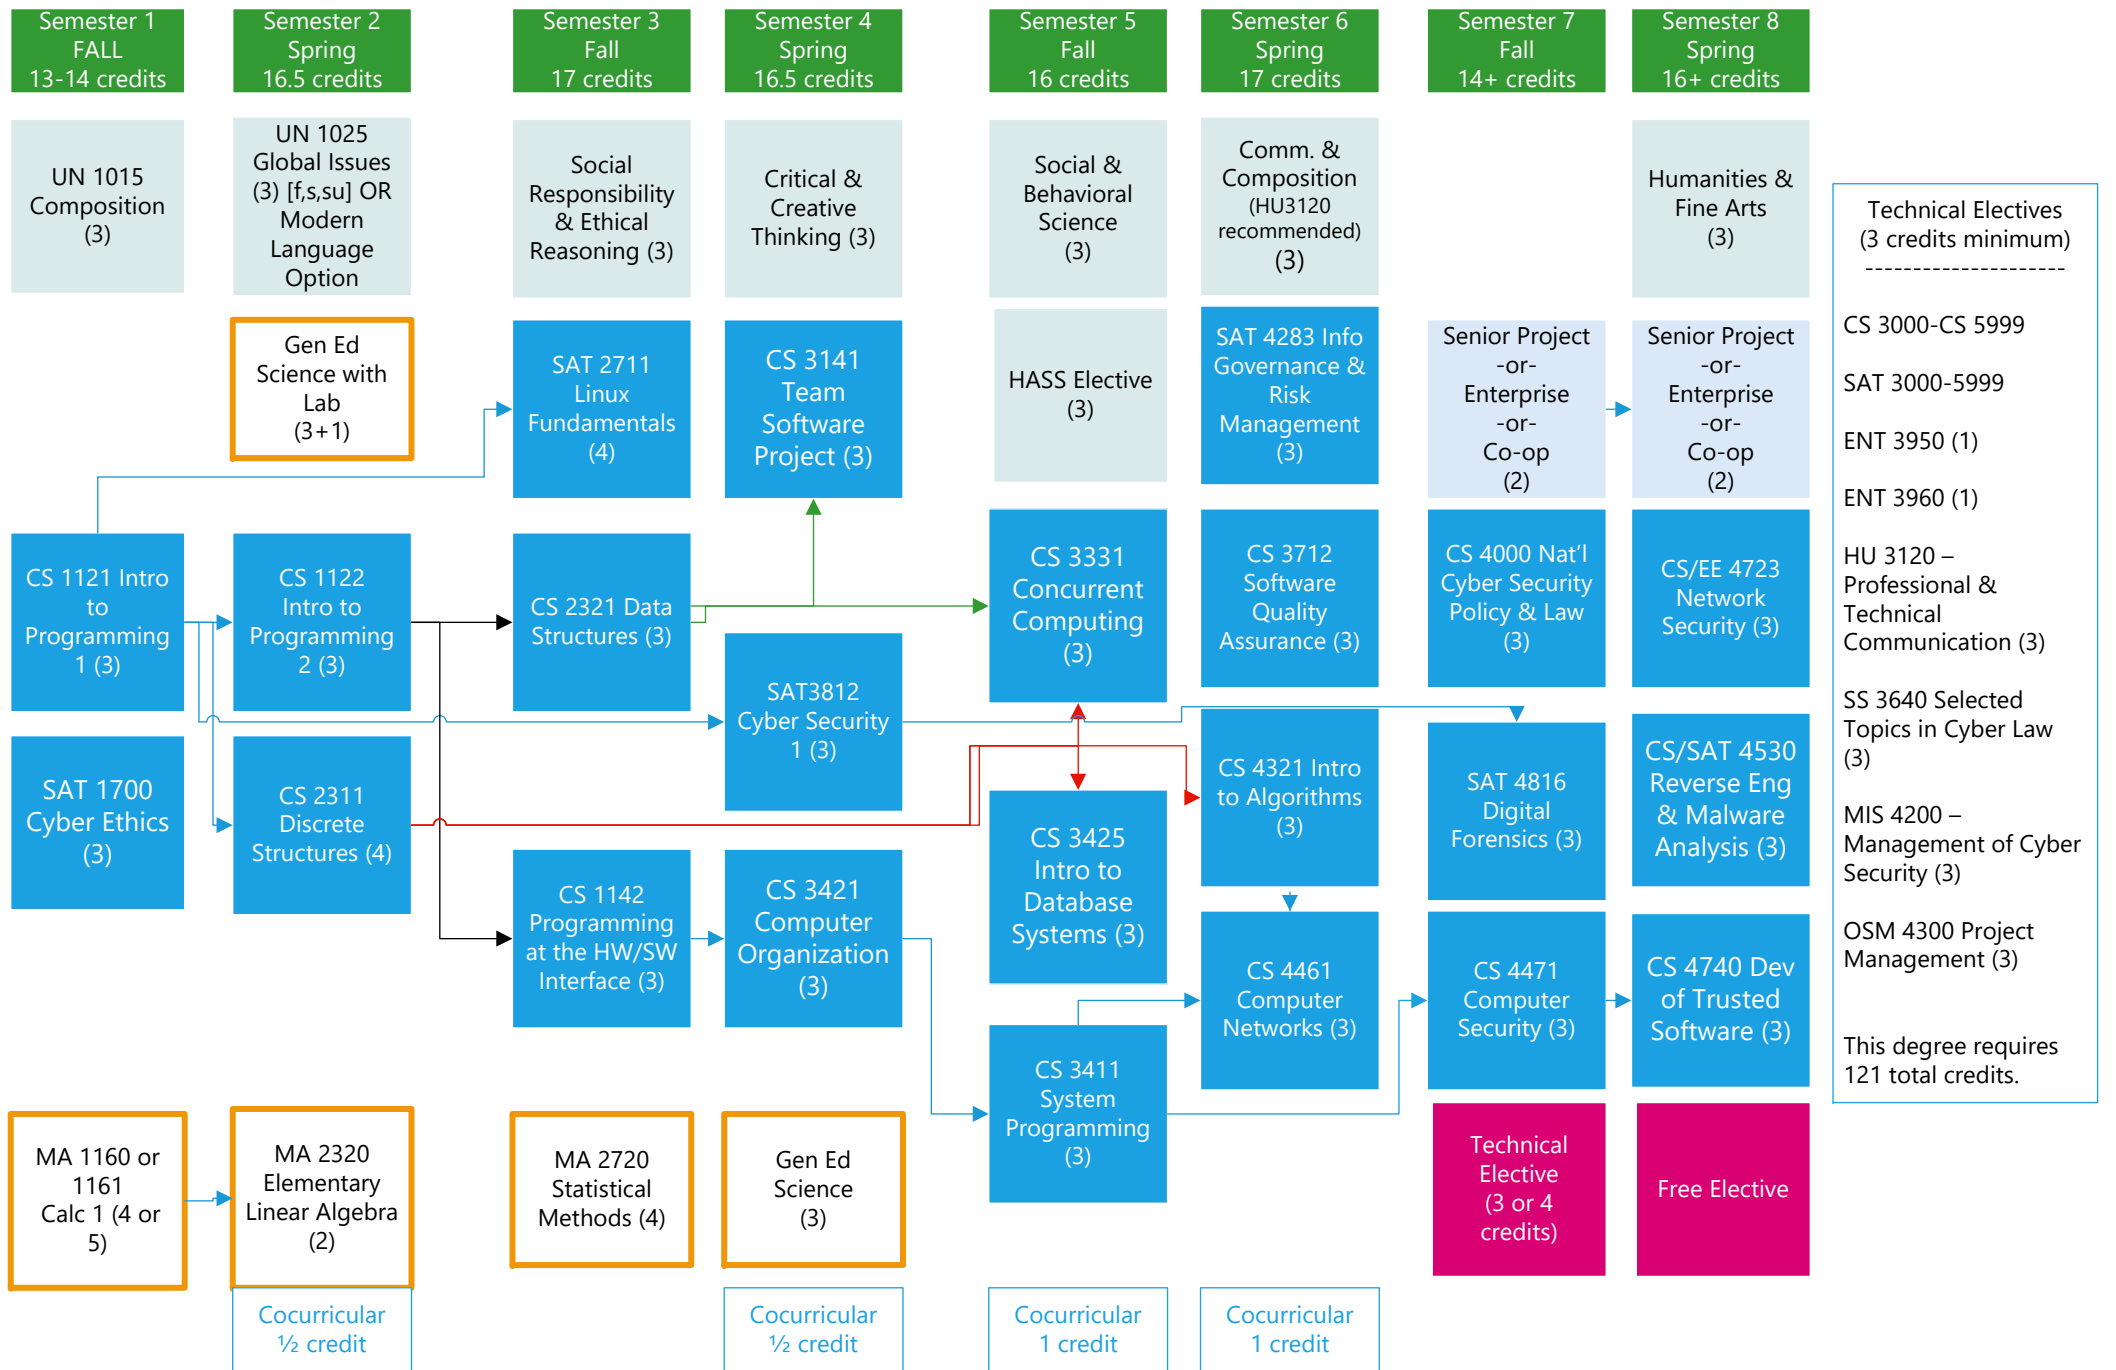 Semester 1
FALL
13-14 credits
Semester 2
Spring
16.5 credits
Semester 3
Fall
17 credits
Semester 4
Spring
16.5 credits
Semester 5
Fall
16 credits
Semester 6
Spring
17 credits
Semester 7
Fall
14+ credits
Semester 8
Spring
16+ credits
UN 1015
Composition
(3)
UN 1025
Global Issues
(3) [f,s,su] OR
Modern
Language
Option
Social
Responsibility
& Ethical
Reasoning (3)
Critical &
Creative
Thinking (3)
Social &
Behavioral
Science
(3)
Comm. &
Composition
(HU3120
recommended)
(3)
Humanities &
Fine Arts
(3)
Gen Ed
Science with
Lab
(3+1)
SAT 2711
Linux
Fundamentals
(4)
CS 3141
Team
Software
Project (3)
HASS Elective
(3)
SAT 4283 Info
Governance &
Risk
Management
(3)
Senior Project
-or-
Enterprise
-or-
Co-op
(2)
Senior Project
-or-
Enterprise
-or-
Co-op
(2)
CS 1121 Intro
to
Programming
1 (3)
CS 1122
Intro to
Programming
2 (3)
CS 2321 Data
Structures (3)
CS 3331
Concurrent
Computing
(3)
CS 3712
Software
Quality
Assurance (3)
CS 4000 Nat’l
Cyber Security
Policy & Law
(3)
CS/EE 4723
Network
Security (3)
SAT 1700
Cyber Ethics
(3)
CS 2311
Discrete
Structures (4)
SAT3812
Cyber Security
1 (3)
CS 3425
Intro to
Database
Systems (3)
CS 4321 Intro
to Algorithms
(3)
SAT 4816
Digital
Forensics (3)
CS/SAT 4530
Reverse Eng
& Malware
Analysis (3)
CS 1142
Programming
at the HW/SW
Interface (3)
CS 3421
Computer
Organization
(3)
CS 3411
System
Programming
(3)
CS 4461
Computer
Networks (3)
CS 4471
Computer
Security (3)
CS 4740 Dev
of Trusted
Software (3)
MA 1160 or
1161
Calc 1 (4 or
5)
MA 2320
Elementary
Linear Algebra
(2)
MA 2720
Statistical
Methods (4)
Gen Ed
Science
(3)
Technical
Elective
(3 or 4
credits)
Free Elective
Cocurricular
½ credit
Cocurricular
½ credit
Cocurricular
1 credit
Cocurricular
1 credit
Technical Electives
(3 credits minimum)
---------------------
CS 3000-CS 5999
SAT 3000-5999
ENT 3950 (1)
ENT 3960 (1)
HU 3120 –
Professional &
Technical
Communication (3)
SS 3640 Selected
Topics in Cyber Law
(3)
MIS 4200 –
Management of Cyber
Security (3)
OSM 4300 Project
Management (3)
This degree requires
121 total credits.